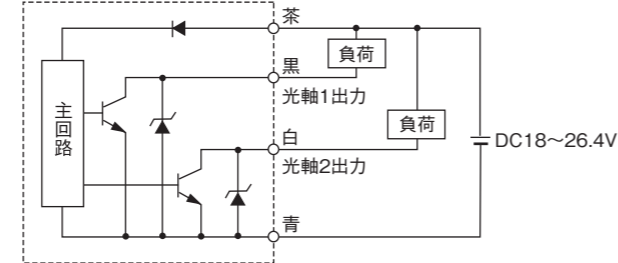 茶
負荷
黒
光軸1出力
主回路
負荷
白
DC18～26.4V
光軸2出力
青